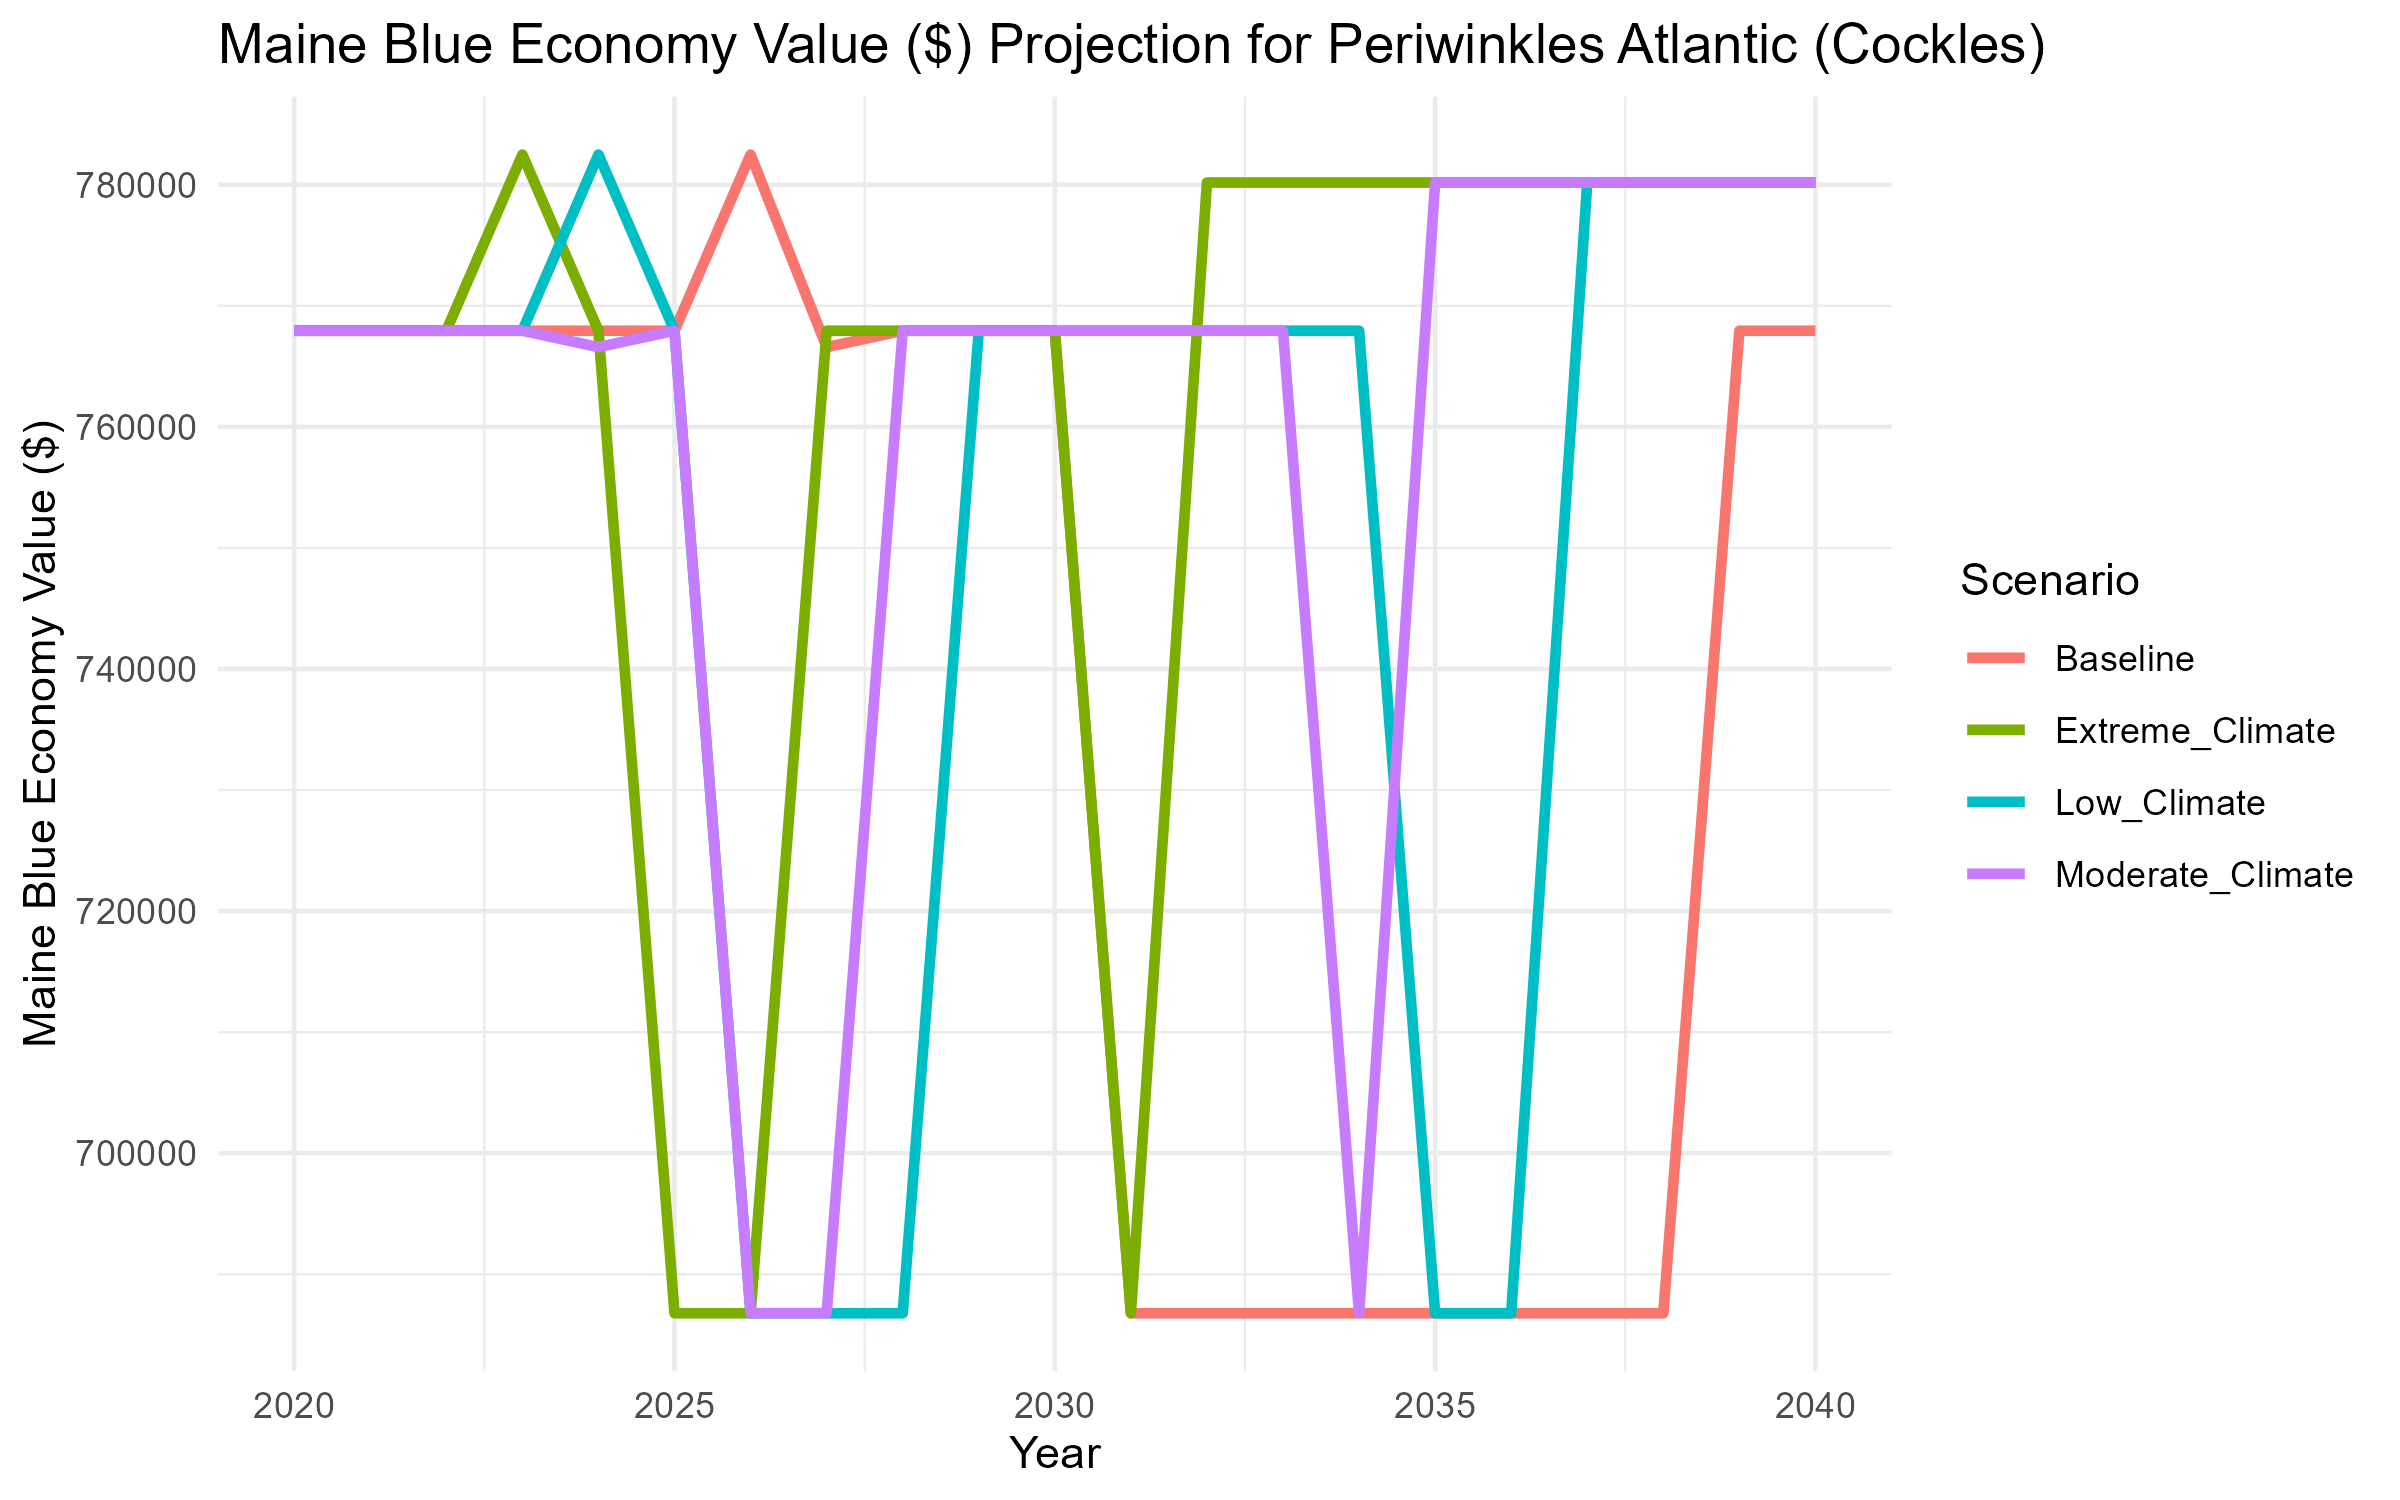 Maine Blue Economy Value ($) Projection for Periwinkles Atlantic (Cockles)
Maine Blue Economy Value ($)
780000
760000
740000
720000
700000
2020
2025
2030
2035
2040
Year
Scenario
Baseline
Extreme_Climate
Low_Climate
Moderate_Climate